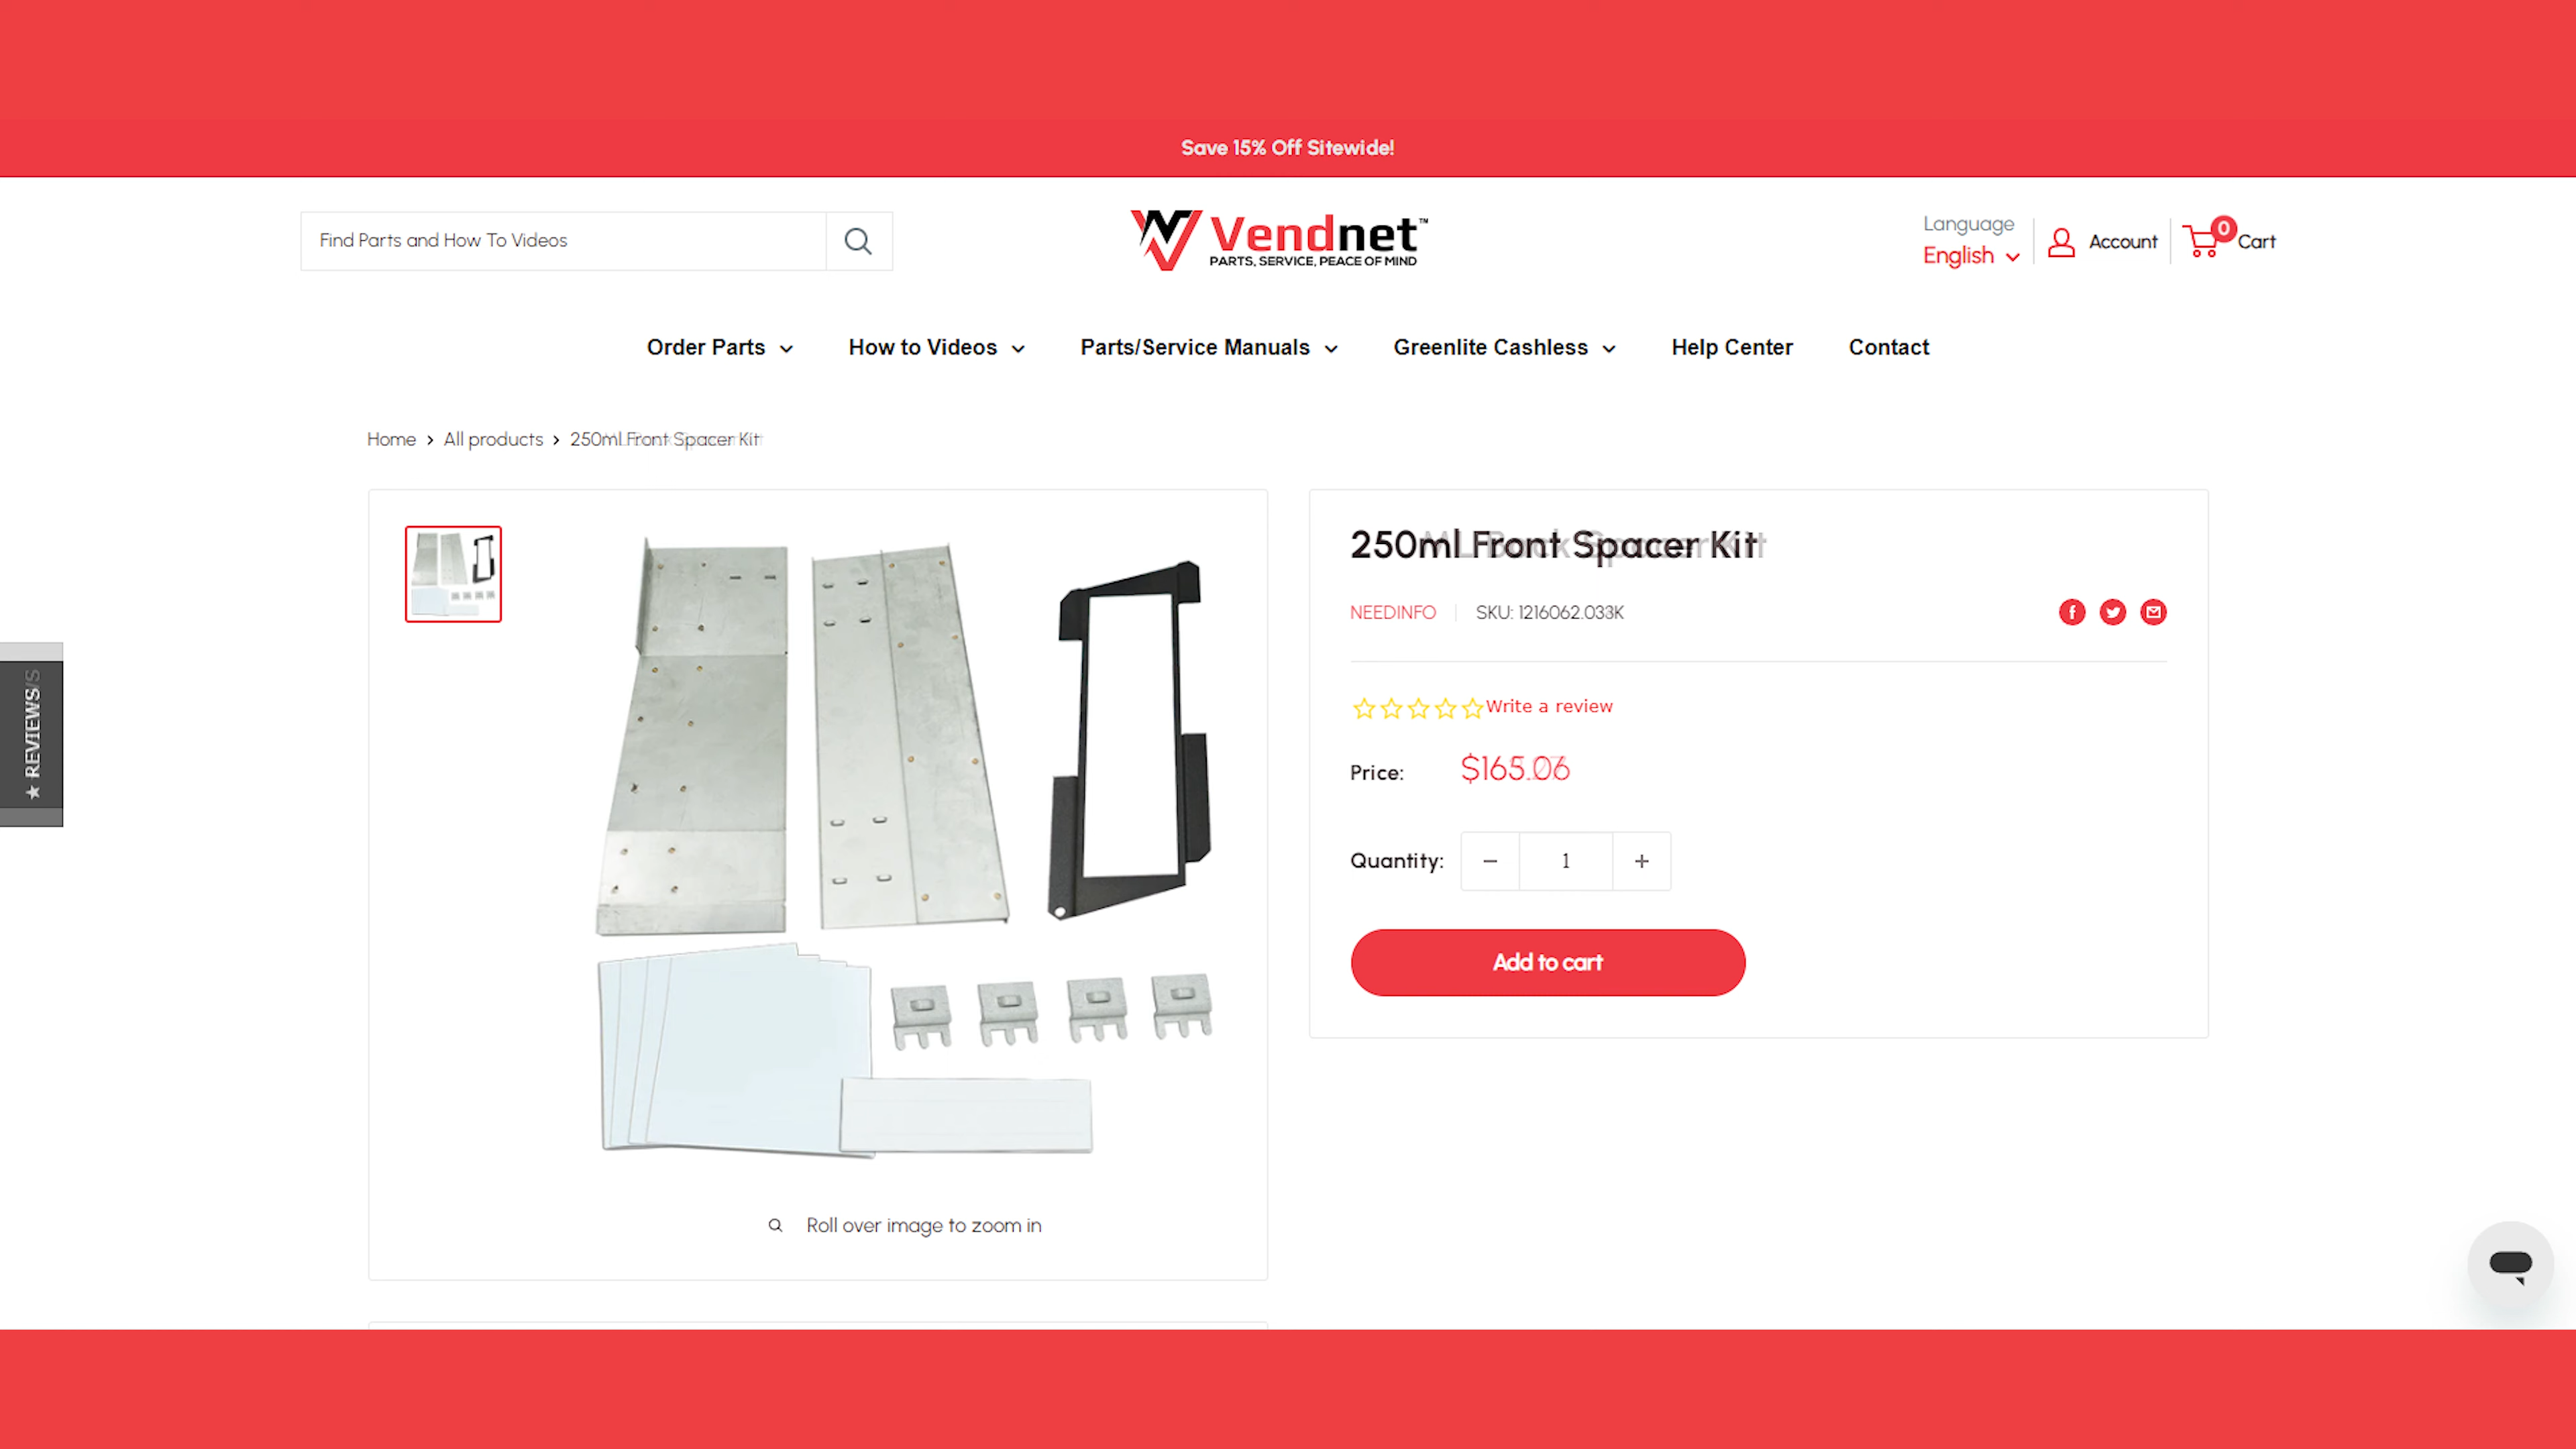 Save 15% Off Sitewide!
Find Parts and How To Videos
Vendnet™
PARTS, SERVICE, PEACE OF MIND
Language
English
Account
0
Cart
Order Parts
How to Videos
Parts/Service Manuals
Greenlite Cashless
Help Center
Contact
Home > All products > 250ml Front Spacer Kit
250ml Front Spacer Kit
NEEDINFO
SKU:
★ REVIEWS
Write a review
Price: $165.06
Quantity: − 1 +
Add to cart
Roll over image to zoom in